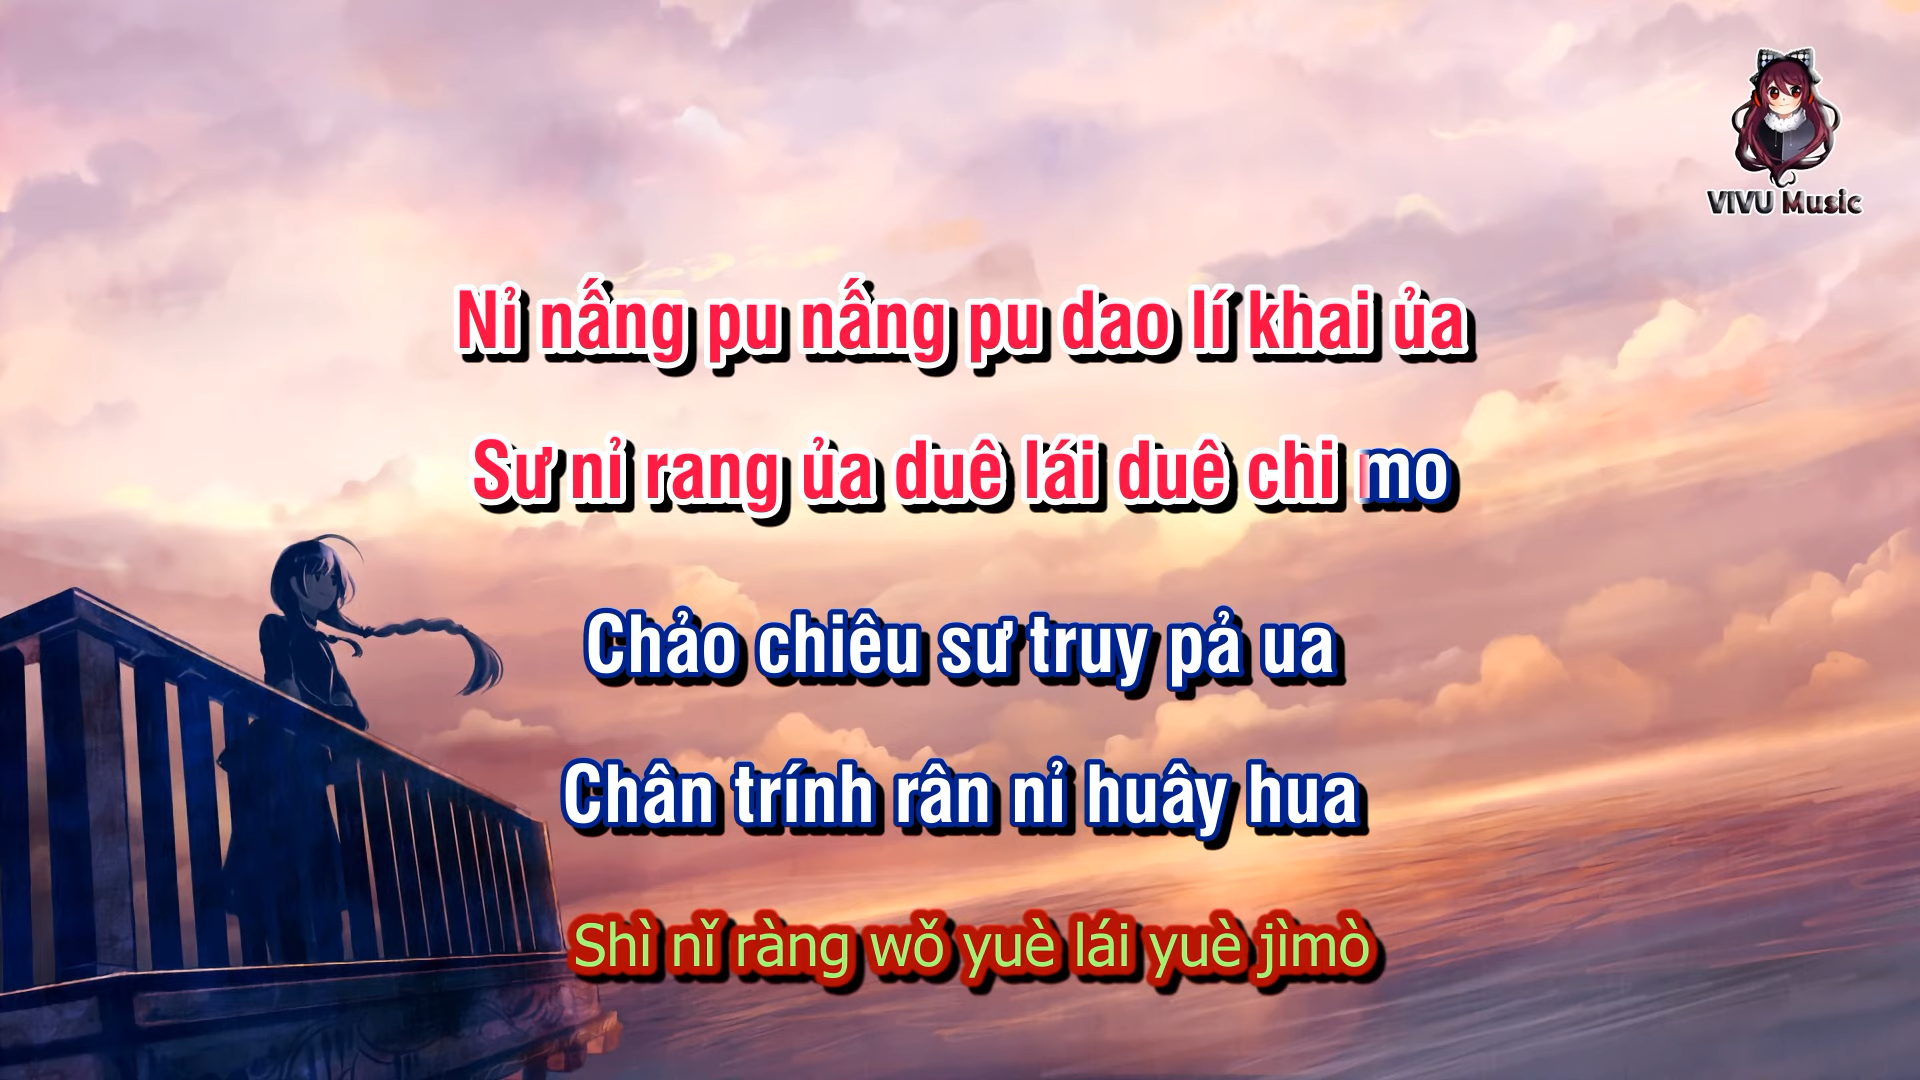 VIVU Music
Nỉ nấng pu nấng pu dao lí khai ủa
Sư nỉ rang ủa duê lái duê chi mo
Chảo chiêu sư truy pả ua
Chân trính rân nỉ huây hua
Shì nǐ ràng wǒ yuè lái yuè jìmò